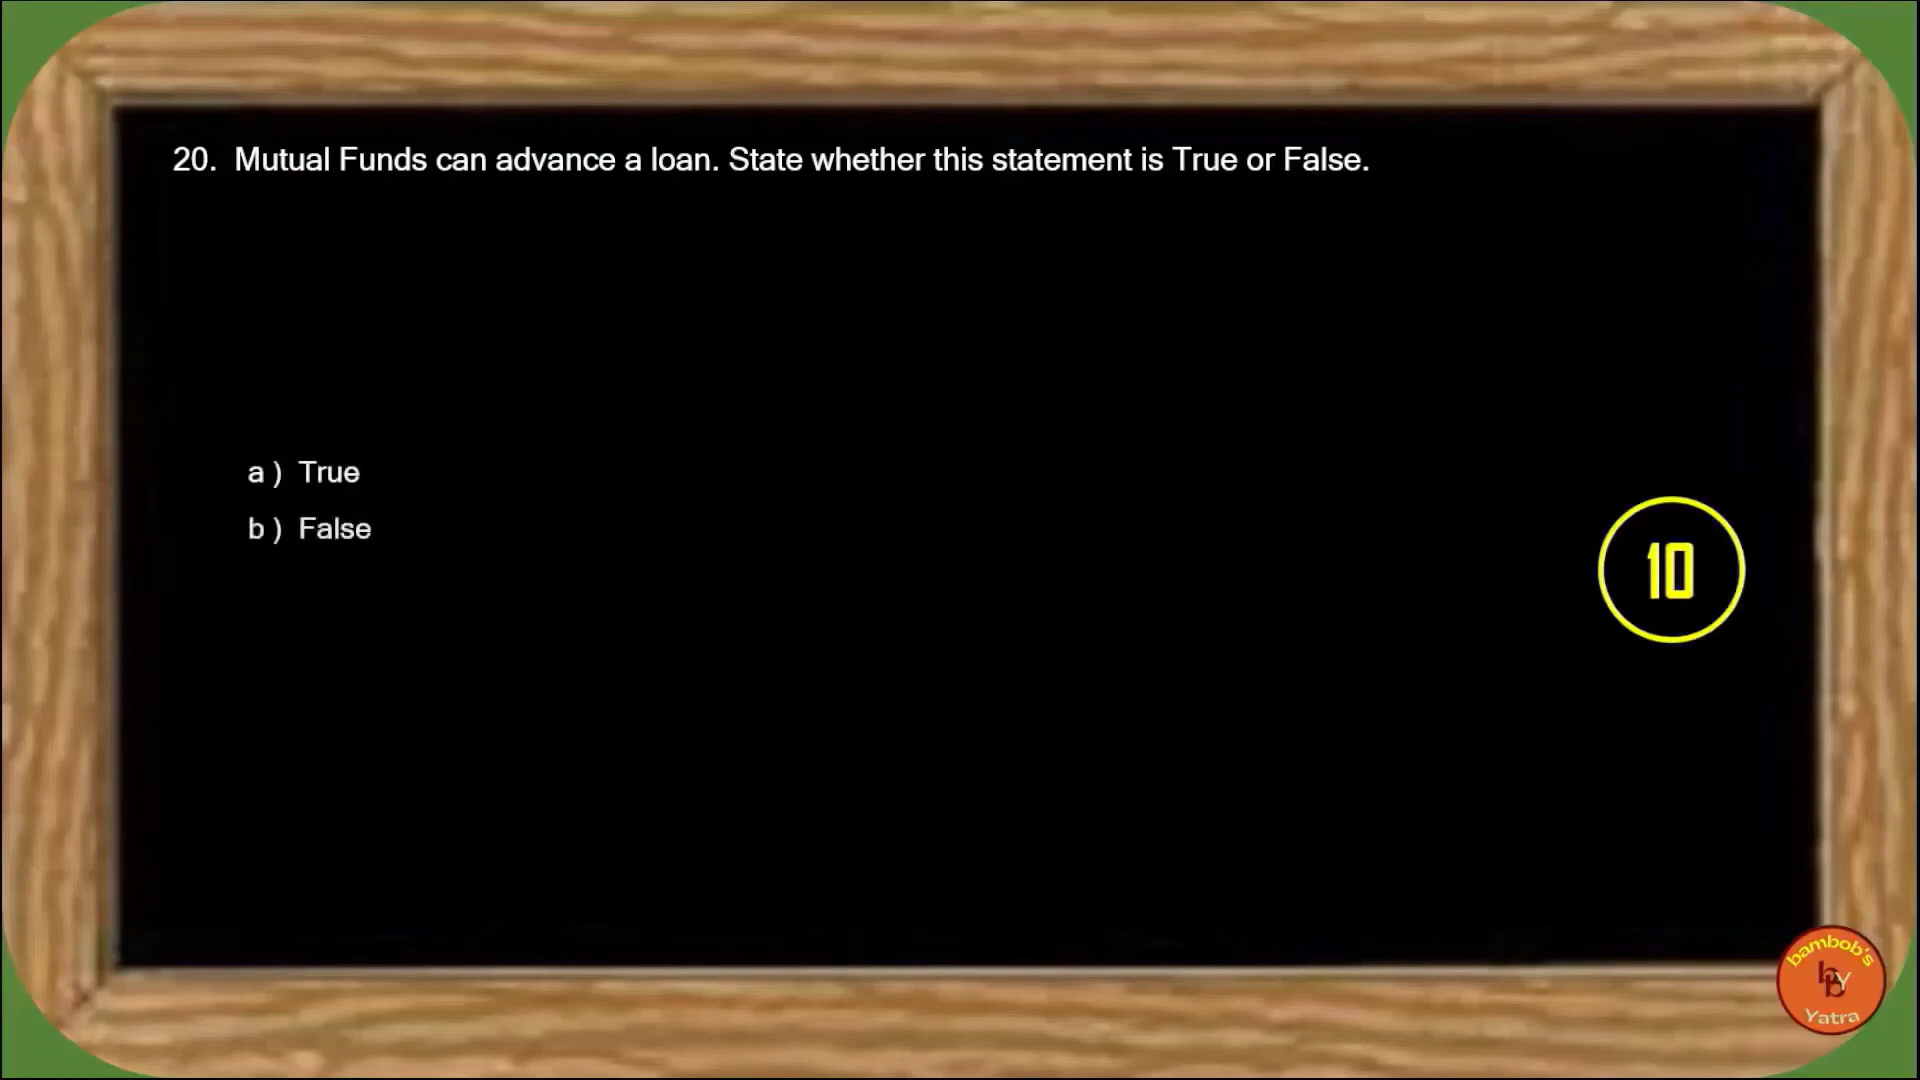 20. Mutual Funds can advance a loan. State whether this statement is True or False.
a ) True
b ) False
10
bambob's
bby
Yatra